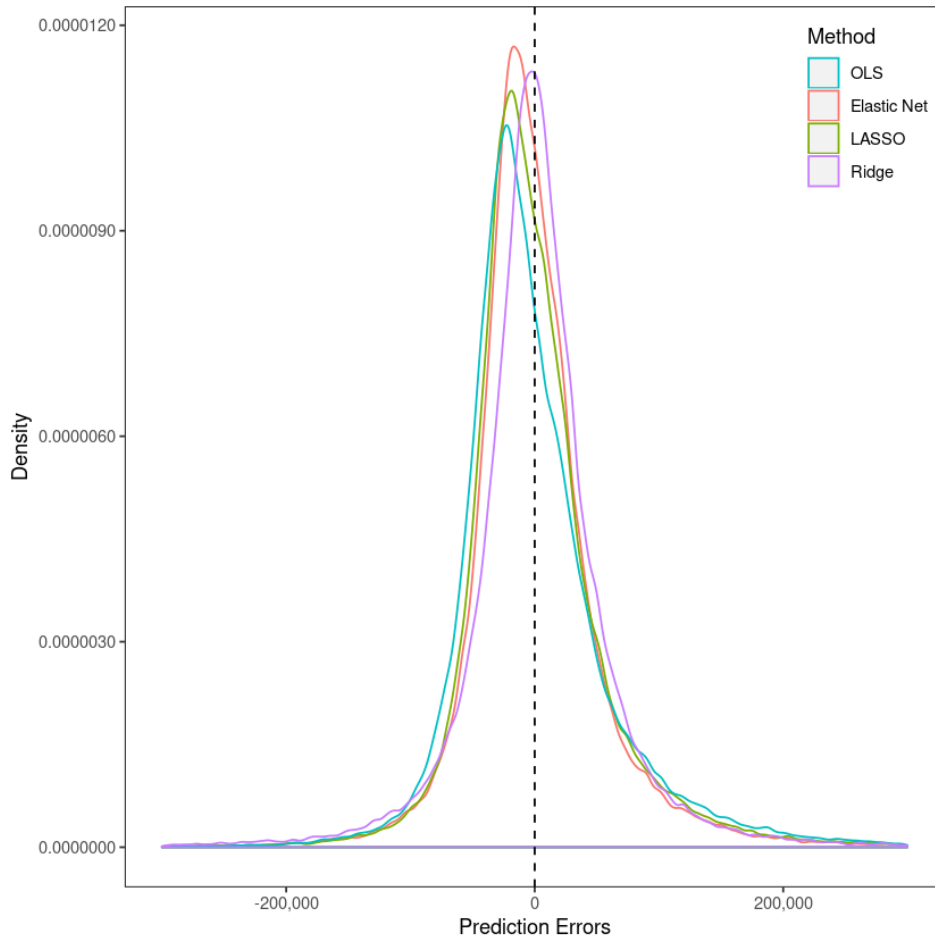 0.0000120
0.0000090
0.0000060
0.0000030
0.0000000
Density
-200,000
0
200,000
Prediction Errors
Method
OLS
Elastic Net
LASSO
Ridge